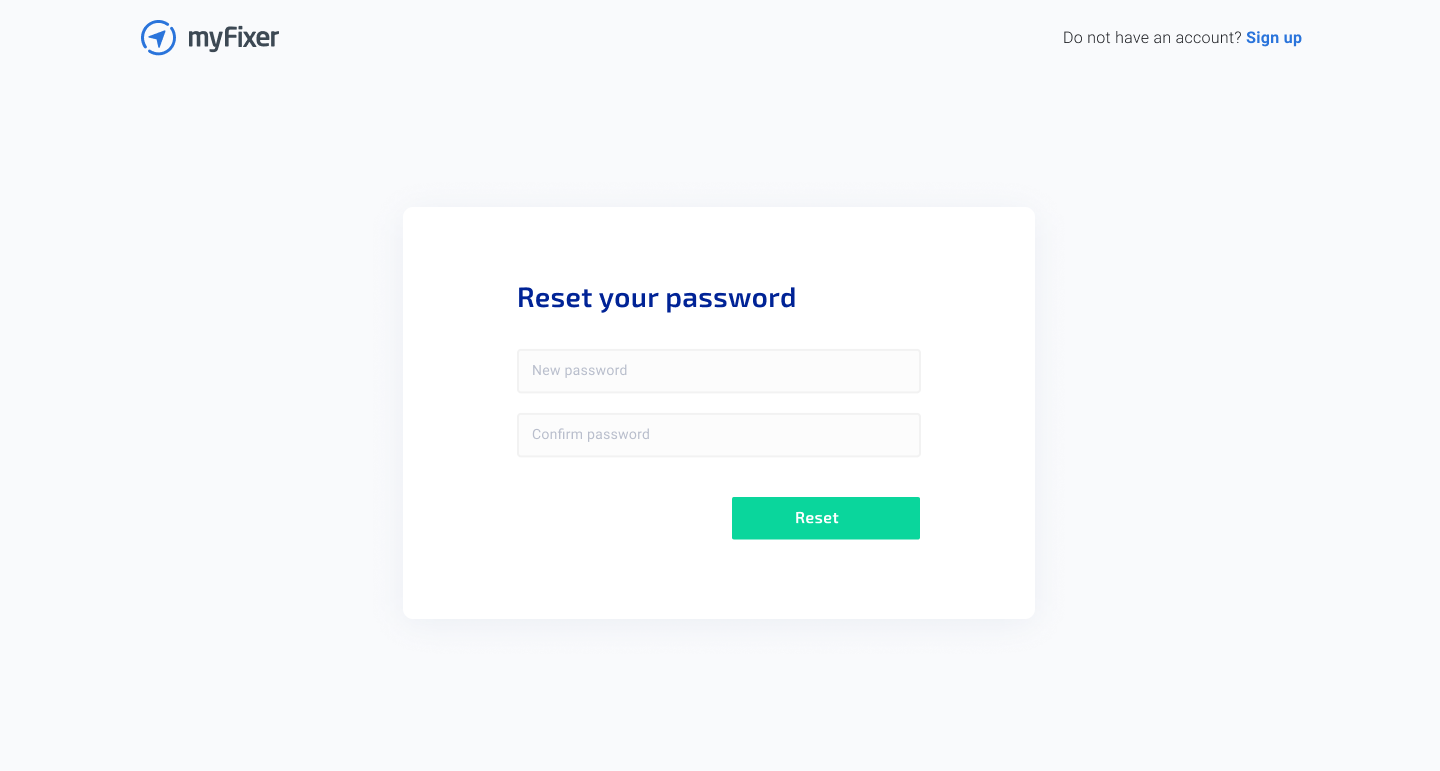 myFixer
Do not have an account? Sign up
Reset your password
New password
Confirm password
Reset